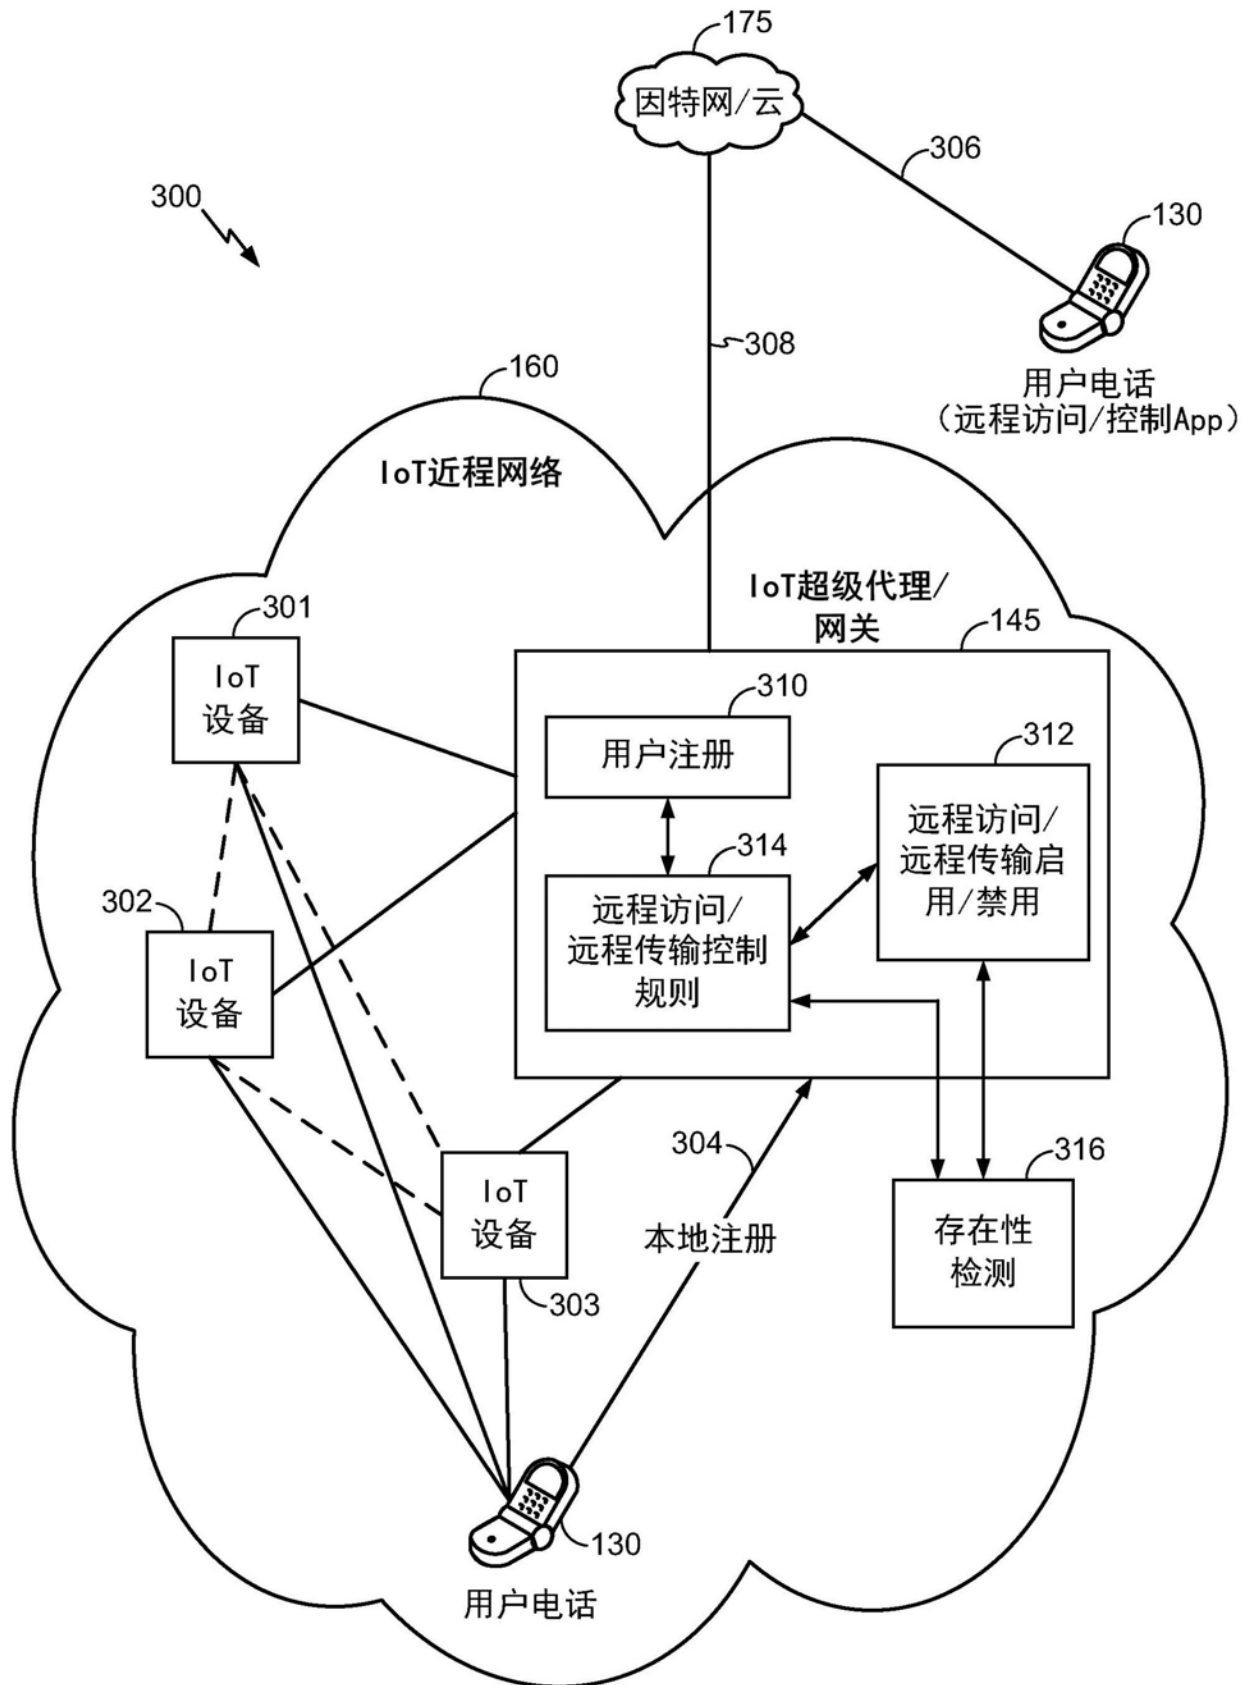 175
因特网/云
306
300
130
308
用户电话
（远程访问/控制App）
160
IoT近程网络
IoT超级代理/
网关
145
301
IoT
设备
310
用户注册
312
远程访问/
远程传输启
用/禁用
314
远程访问/
远程传输控制
规则
302
IoT
设备
304
本地注册
316
存在性
检测
IoT
设备
303
130
用户电话